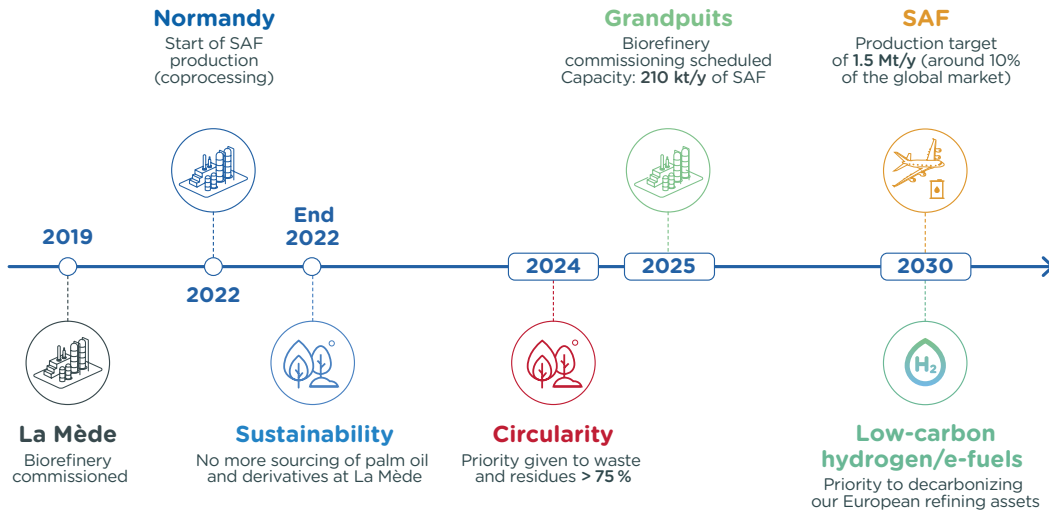 Normandy
Start of SAF
production
(coprocessing)
Grandpuits
Biorefinery
commissioning scheduled
Capacity: 210 kt/y of SAF
SAF
Production target
of 1.5 Mt/y (around 10%
of the global market)
2019
2022
End
2022
2024
2025
2030
H₂
La Mède
Biorefinery
commissioned
Sustainability
No more sourcing of palm oil
and derivatives at La Mède
Circularity
Priority given to waste
and residues > 75 %
Low-carbon
hydrogen/e-fuels
Priority to decarbonizing
our European refining assets